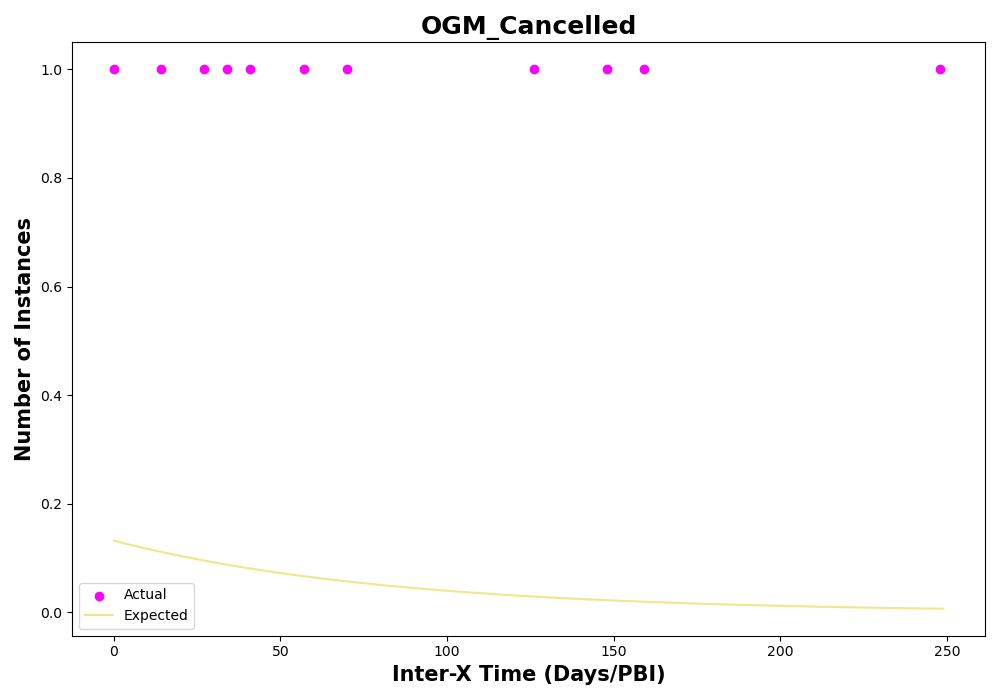 OGM_Cancelled
Number of Instances
1.0
0.8
0.6
0.4
0.2
0.0
Actual
Expected
0 50 100 150 200 250
Inter-X Time (Days/PBI)